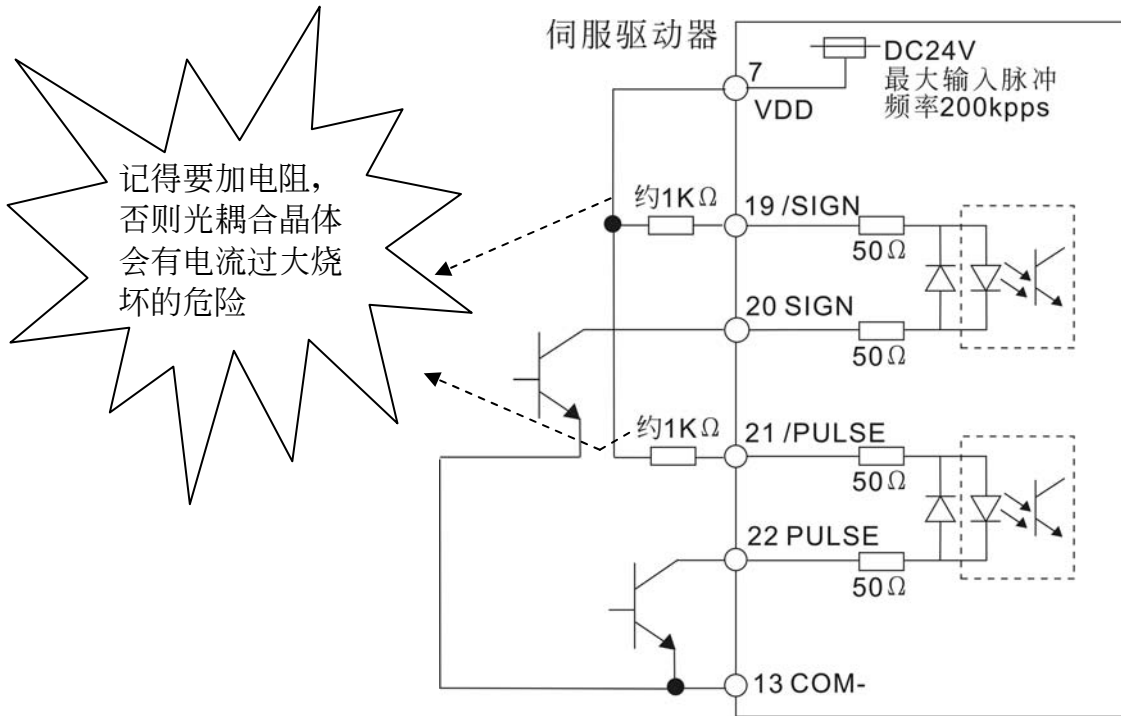 伺服驱动器
7
VDD
DC24V
最大输入脉冲
频率200kpps
记得要加电阻，
否则光耦合晶体
会有电流过大烧
坏的危险
约1KΩ
19 /SIGN
50Ω
20 SIGN
50Ω
约1KΩ
21 /PULSE
50Ω
22 PULSE
50Ω
13 COM-